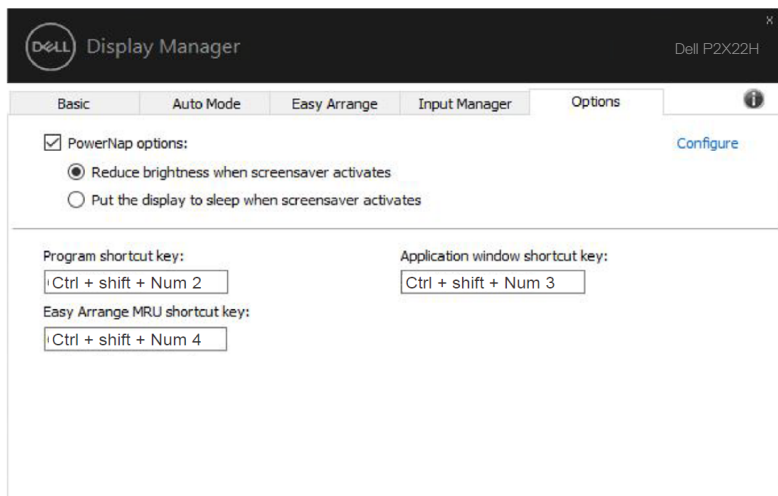 DELL Display Manager
x
Dell P2X22H
Basic Auto Mode Easy Arrange Input Manager Options
PowerNap options:
Configure
Reduce brightness when screensaver activates
Put the display to sleep when screensaver activates
Program shortcut key:
Application window shortcut key:
Ctrl + shift + Num 2
Ctrl + shift + Num 3
Easy Arrange MRU shortcut key:
Ctrl + shift + Num 4